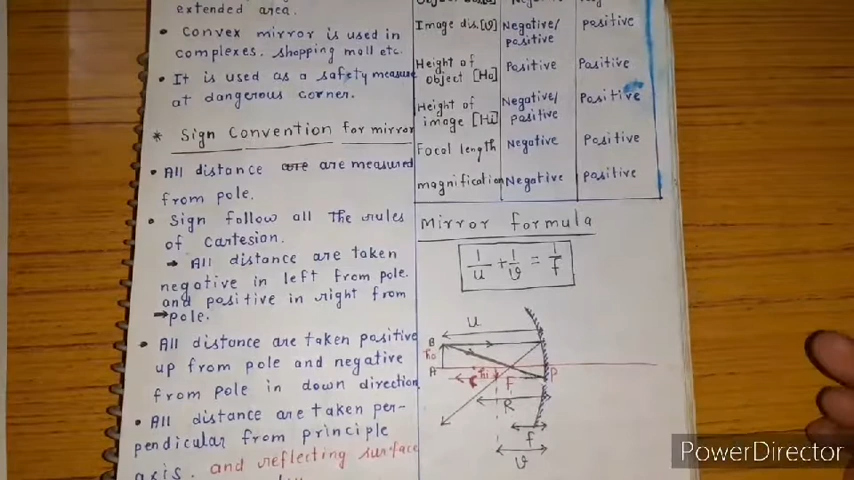 extended area.
• Convex mirror is used in
complexes. shopping mall etc.
• It is used as a safety measure
at dangerous corner.
* Sign Convention for mirror
• All distance are are measured
from pole.
• Sign follow all the rules
of cartesian.
→ All distance are taken
negative in left from pole.
and positive in right from
→ pole.
• All distance are taken positive
up from pole and negative
from pole in down direction
• All distance are taken per-
pendicular from principle
axis. and reflecting surface
Image dis.[v] Negative/ positive
positive
Height of Positive Positive
object [Ho]
Height of Negative/ Positive
image [Hi] positive
Focal length Negative Positive
magnification Negative Positive
Mirror formula
1/u + 1/v = 1/f
u
B
ho
A
hi
F
P
R
f
v
PowerDirector